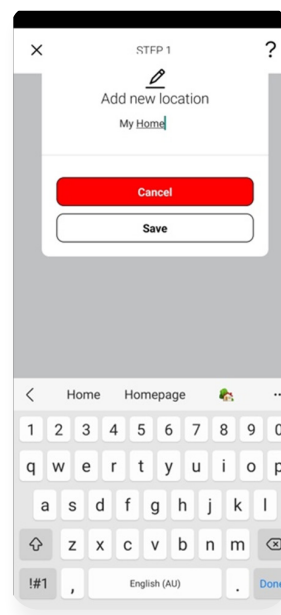 STEP 1
?
Add new location
My Home
Cancel
Save
Home Homepage
1 2 3 4 5 6 7 8 9 0
q w e r t y u i o p
a s d f g h j k l
z x c v b n m
!#1 , English (AU) . Done